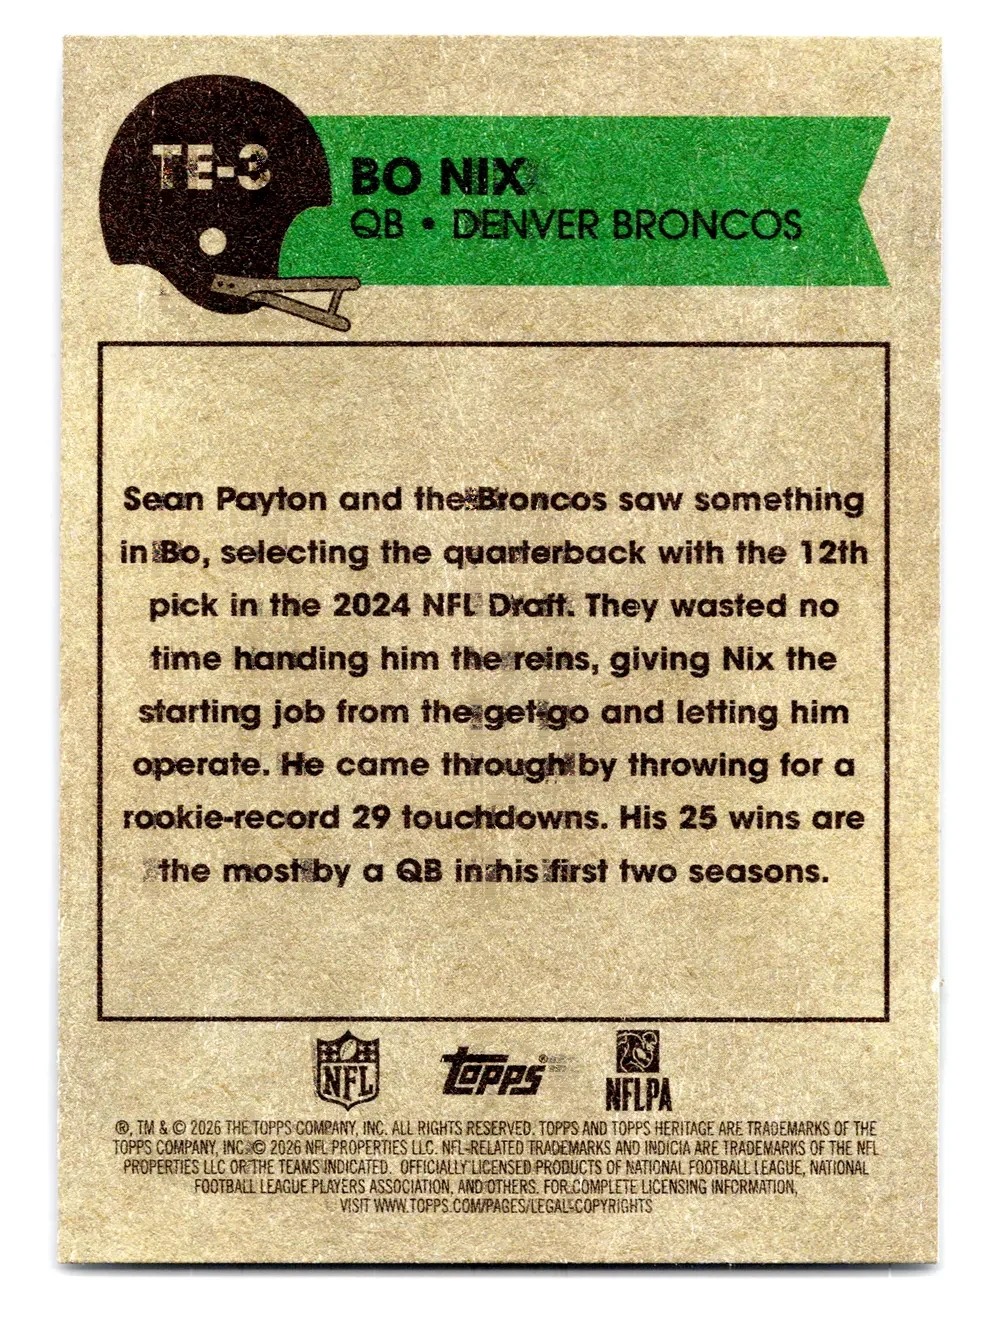 TE-3
BO NIX
QB • DENVER BRONCOS
Sean Payton and the Broncos saw something
in Bo, selecting the quarterback with the 12th
pick in the 2024 NFL Draft. They wasted no
time handing him the reins, giving Nix the
starting job from the get-go and letting him
operate. He came through by throwing for a
rookie-record 29 touchdowns. His 25 wins are
the most by a QB in his first two seasons.
NFL
Topps®
NFLPA
®, TM & © 2026 THE TOPPS COMPANY, INC. ALL RIGHTS RESERVED. TOPPS AND TOPPS HERITAGE ARE TRADEMARKS OF THE
TOPPS COMPANY, INC. © 2026 NFL PROPERTIES LLC. NFL-RELATED TRADEMARKS AND INDICIA ARE TRADEMARKS OF THE NFL
PROPERTIES LLC OR THE TEAMS INDICATED. OFFICIALLY LICENSED PRODUCTS OF NATIONAL FOOTBALL LEAGUE, NATIONAL
FOOTBALL LEAGUE PLAYERS ASSOCIATION, AND OTHERS. FOR COMPLETE LICENSING INFORMATION,
VISIT WWW.TOPPS.COM/PAGES/LEGAL-COPYRIGHTS